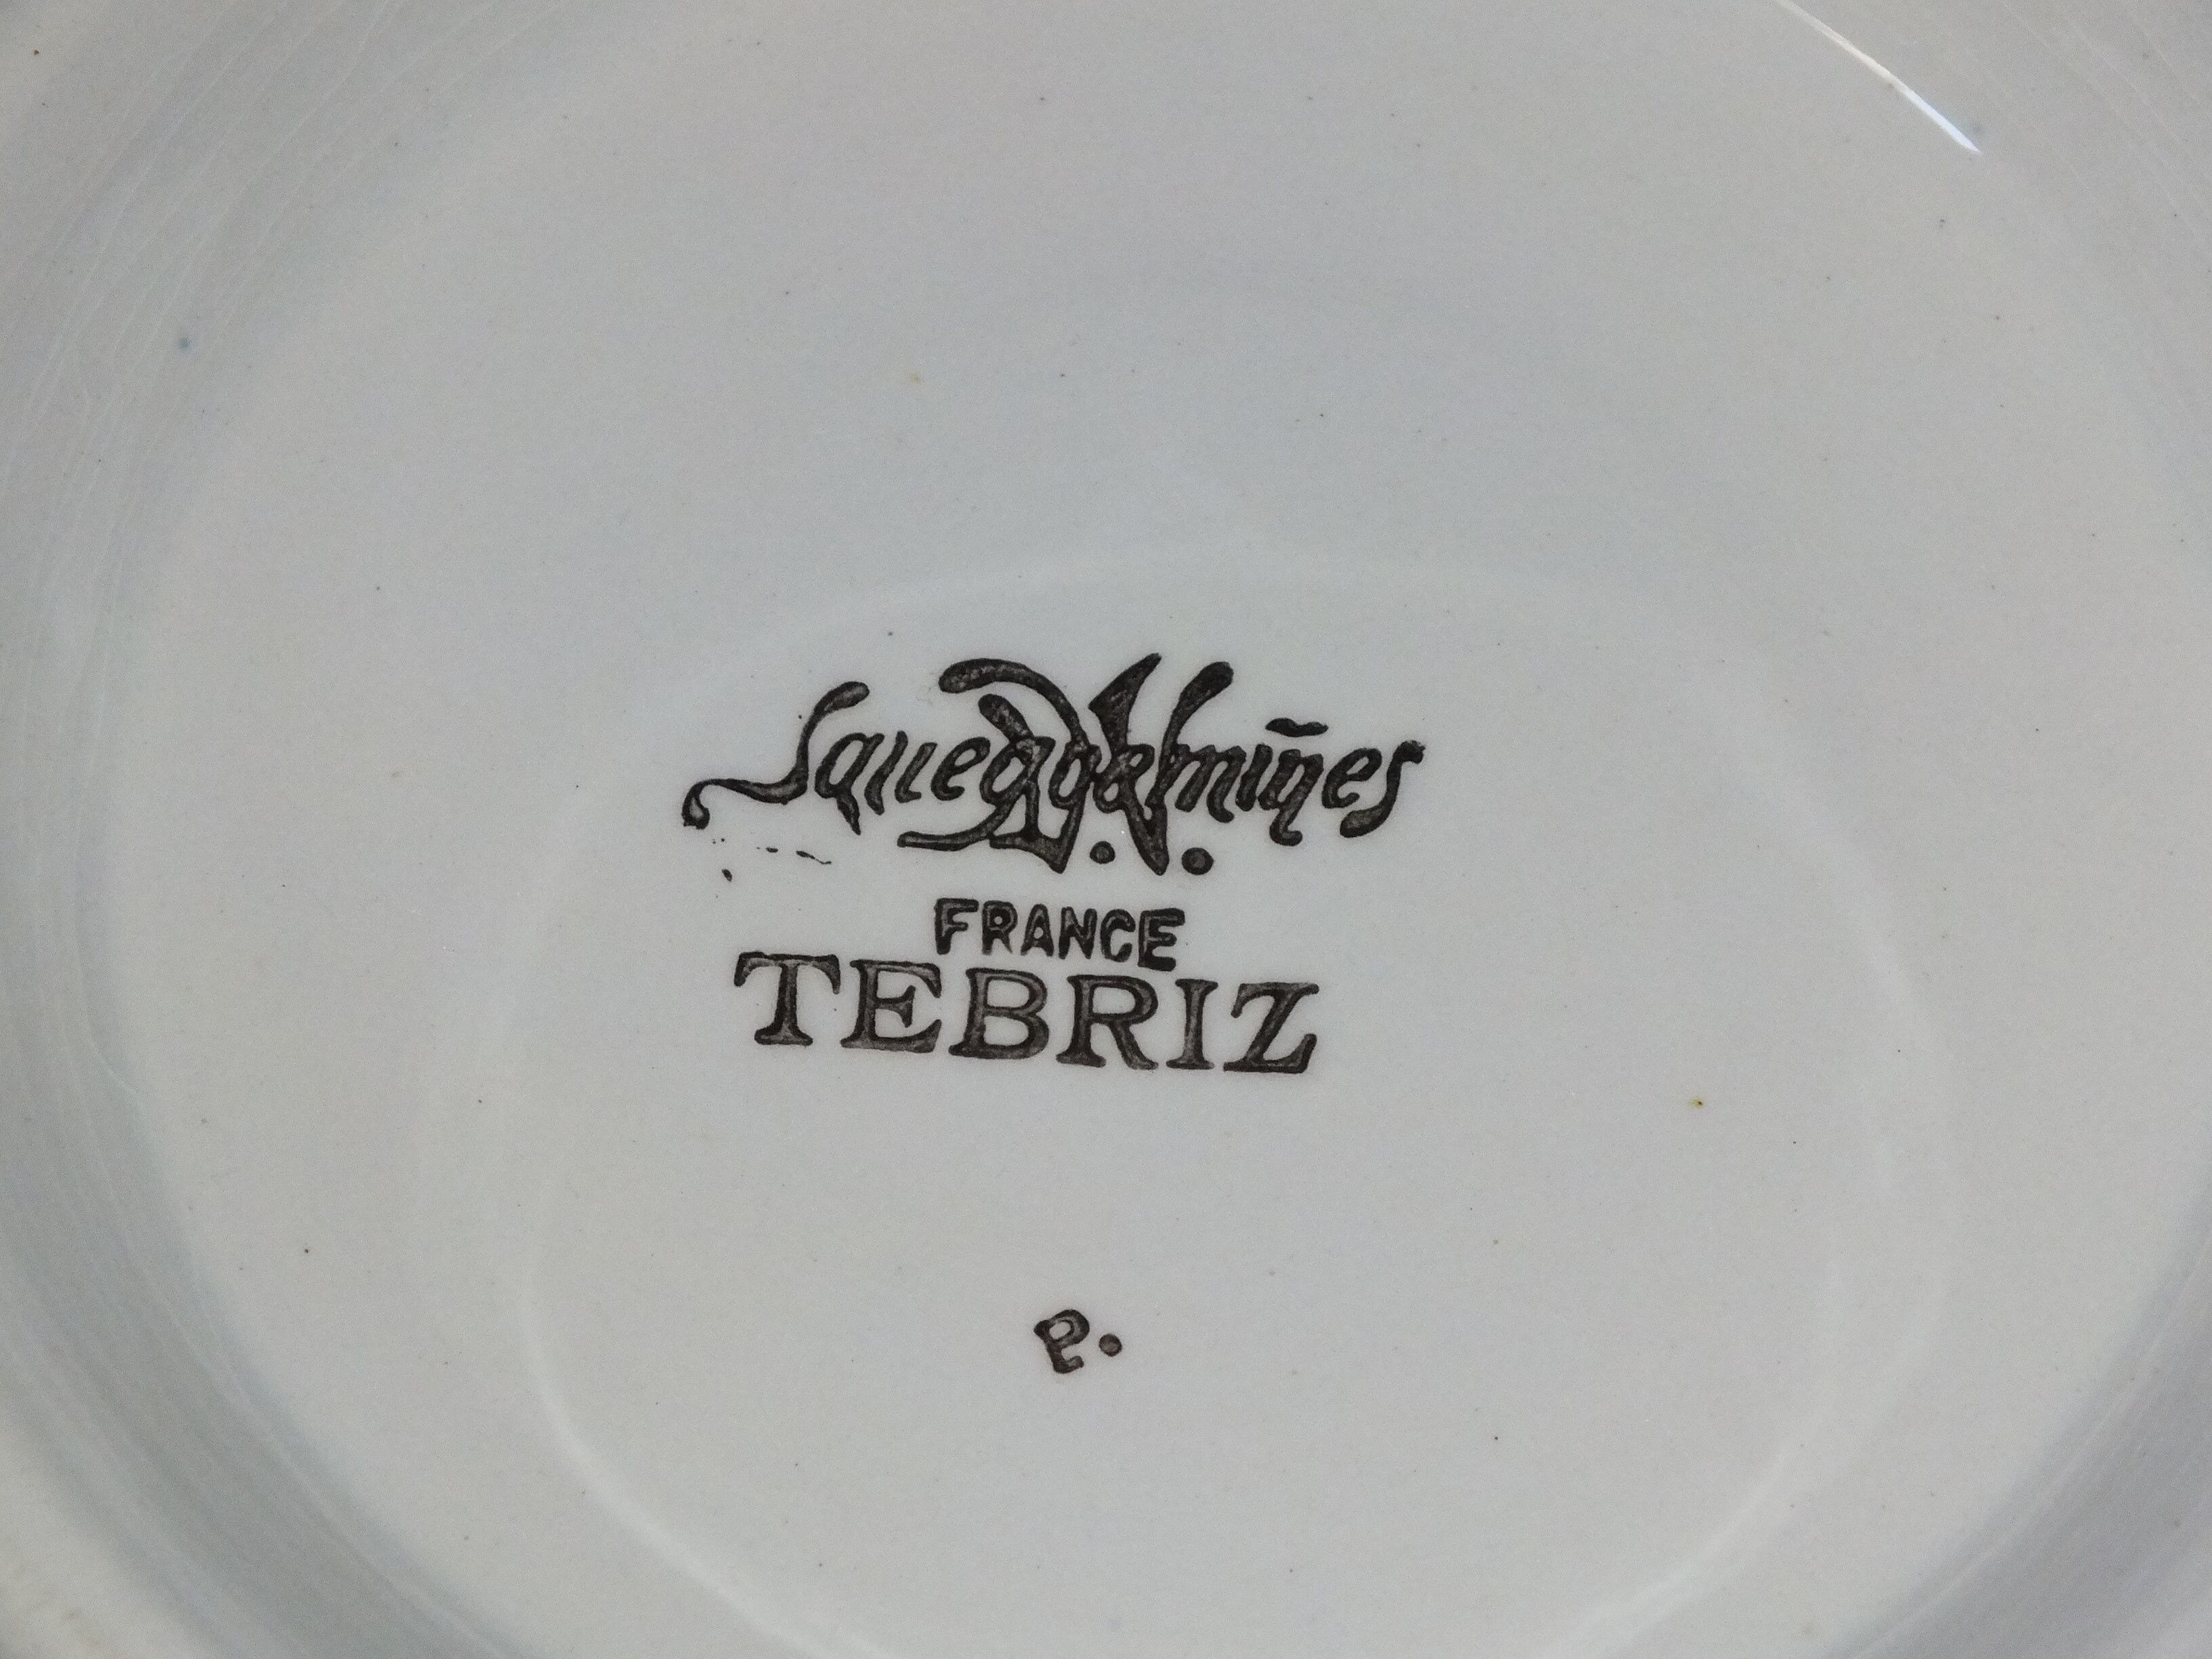 Sarreguemines
D.V.
FRANCE
TEBRIZ
P.